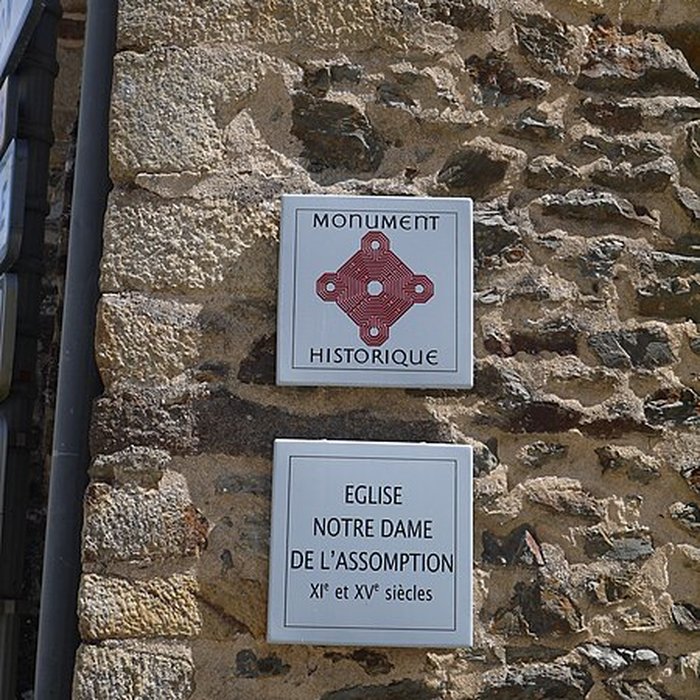 MONUMENT
HISTORIQUE
EGLISE
NOTRE DAME
DE L'ASSOMPTION
XIe et XVe siècles